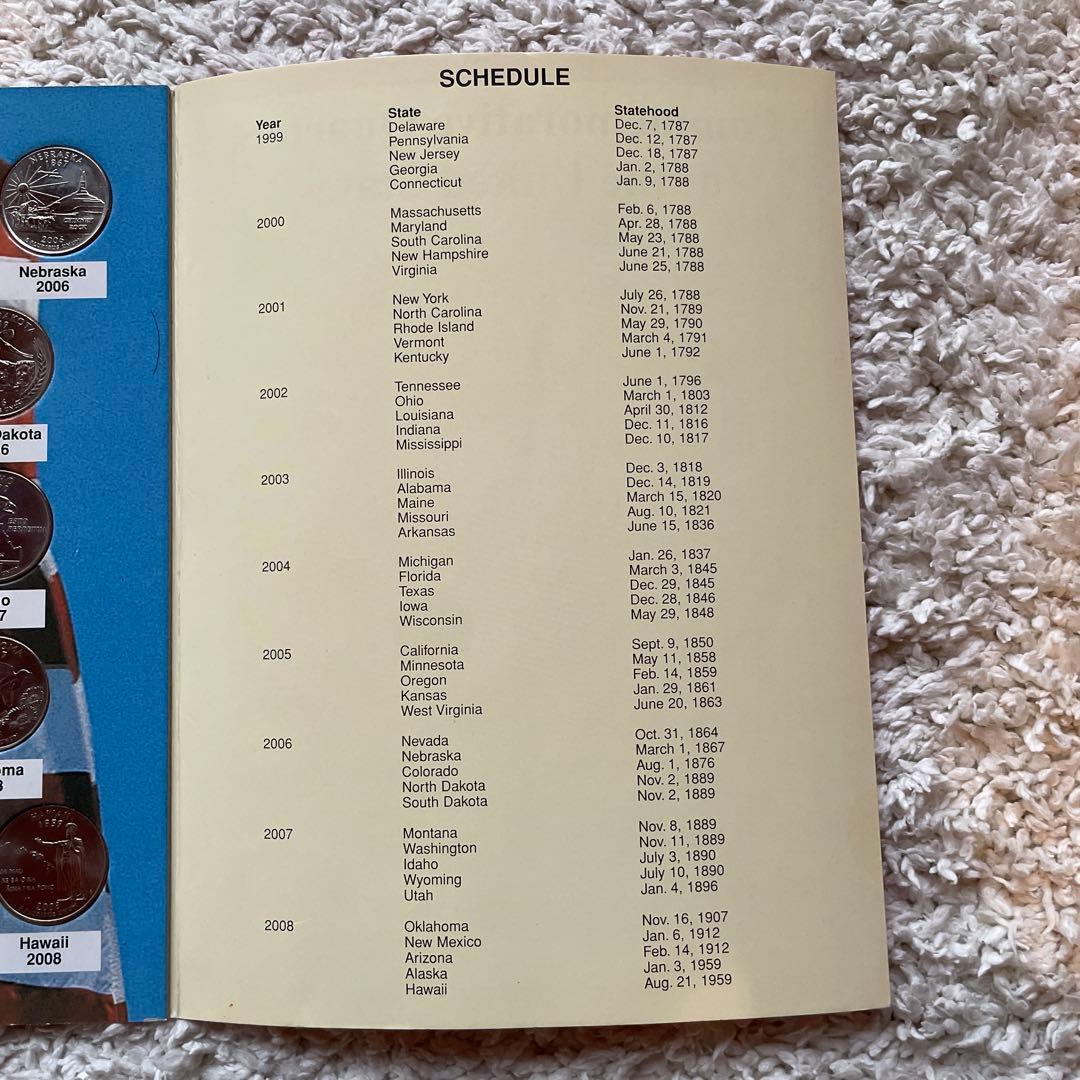 SCHEDULE
Year State Statehood
1999 Delaware Dec. 7, 1787
Pennsylvania Dec. 12, 1787
New Jersey Dec. 18, 1787
Georgia Jan. 2, 1788
Connecticut Jan. 9, 1788
2000 Massachusetts Feb. 6, 1788
Maryland Apr. 28, 1788
South Carolina May 23, 1788
New Hampshire June 21, 1788
Virginia June 25, 1788
2001 New York July 26, 1788
North Carolina Nov. 21, 1789
Rhode Island May 29, 1790
Vermont March 4, 1791
Kentucky June 1, 1792
2002 Tennessee June 1, 1796
Ohio March 1, 1803
Louisiana April 30, 1812
Indiana Dec. 11, 1816
Mississippi Dec. 10, 1817
2003 Illinois Dec. 3, 1818
Alabama Dec. 14, 1819
Maine March 15, 1820
Missouri Aug. 10, 1821
Arkansas June 15, 1836
2004 Michigan Jan. 26, 1837
Florida March 3, 1845
Texas Dec. 29, 1845
Iowa Dec. 28, 1846
Wisconsin May 29, 1848
2005 California Sept. 9, 1850
Minnesota May 11, 1858
Oregon Feb. 14, 1859
Kansas Jan. 29, 1861
West Virginia June 20, 1863
2006 Nevada Oct. 31, 1864
Nebraska March 1, 1867
Colorado Aug. 1, 1876
North Dakota Nov. 2, 1889
South Dakota Nov. 2, 1889
2007 Montana Nov. 8, 1889
Washington Nov. 11, 1889
Idaho July 3, 1890
Wyoming July 10, 1890
Utah Jan. 4, 1896
2008 Oklahoma Nov. 16, 1907
New Mexico Jan. 6, 1912
Arizona Feb. 14, 1912
Alaska Jan. 3, 1959
Hawaii Aug. 21, 1959
NEBRASKA
1867
2006
Nebraska
2006
akota
6
o
7
oma
HAWAII
1959
2008
Hawaii
2008